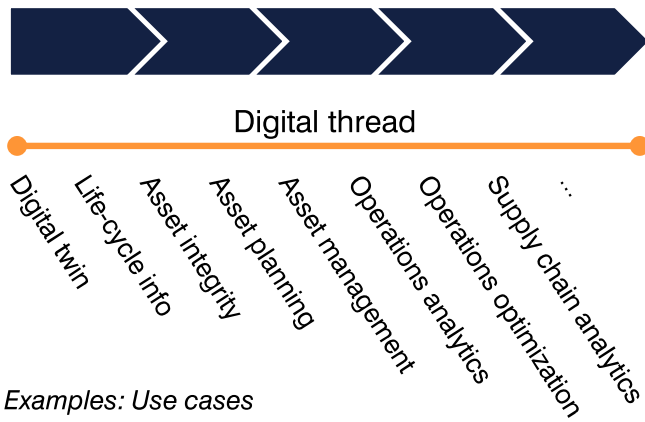 Digital thread
Digital twin
Life-cycle info
Asset integrity
Asset planning
Asset management
Operations analytics
Operations optimization
Supply chain analytics
...
Examples: Use cases